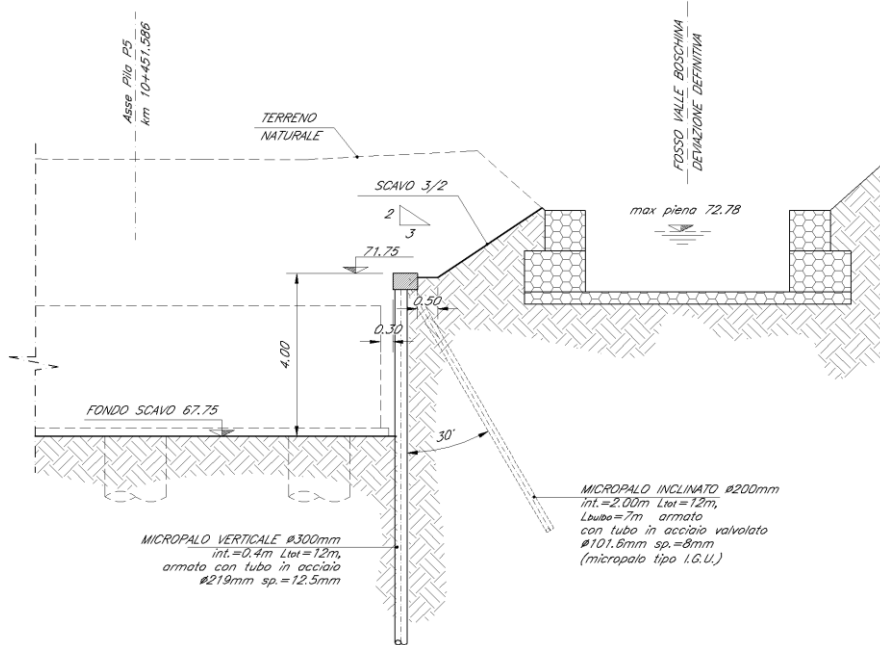 Asse Pila P5
km 10+451.586
FOSSO VALLE BOSCHINA
DEVIAZIONE DEFINITIVA
TERRENO
NATURALE
SCAVO 3/2
2
3
max piena 72.78
71.75
0.50
0.30
4.00
FONDO SCAVO 67.75
30°
MICROPALO VERTICALE ø300mm
int.=0.4m Ltot=12m,
armato con tubo in acciaio
ø219mm sp.=12.5mm
MICROPALO INCLINATO ø200mm
int.=2.00m Ltot=12m,
Lbulbo=7m armato
con tubo in acciaio valvolato
ø101.6mm sp.=8mm
(micropalo tipo I.G.U.)